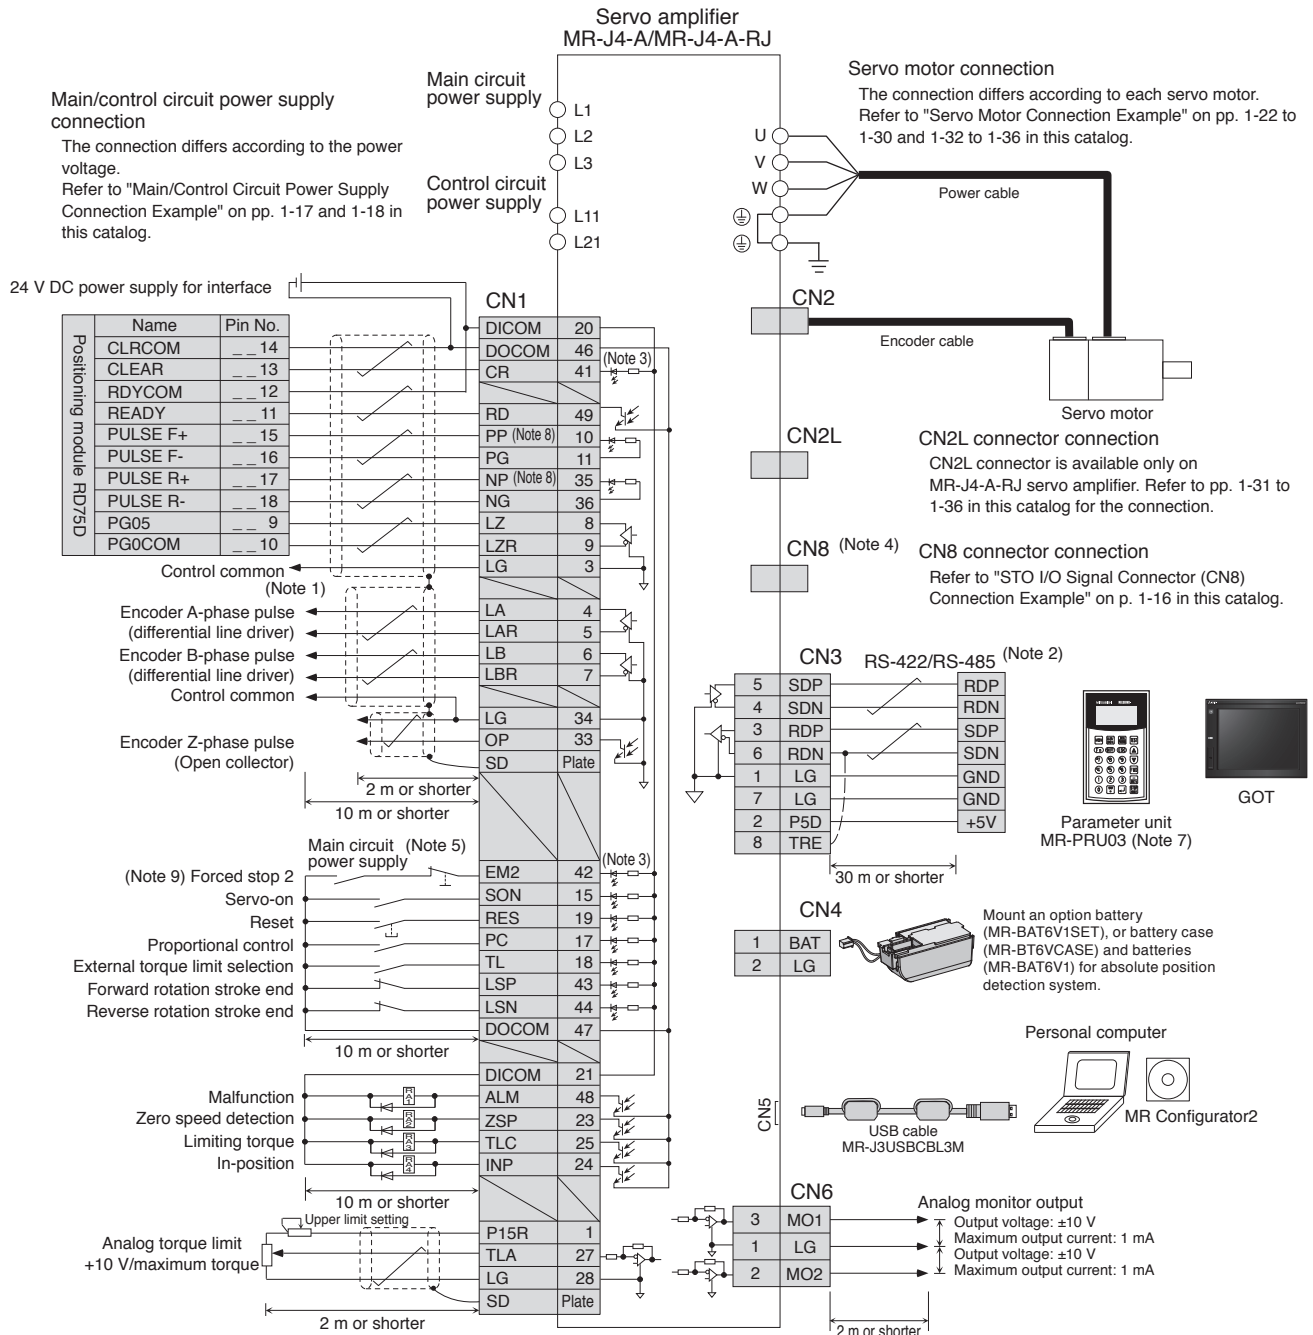 Servo amplifier
MR-J4-A/MR-J4-A-RJ
Main/control circuit power supply
connection
The connection differs according to the power
voltage.
Refer to "Main/Control Circuit Power Supply
Connection Example" on pp. 1-17 and 1-18 in
this catalog.
Main circuit
power supply
L1
L2
L3
Control circuit
power supply
L11
L21
Servo motor connection
The connection differs according to each servo motor.
Refer to "Servo Motor Connection Example" on pp. 1-22 to
1-30 and 1-32 to 1-36 in this catalog.
U
V
W
Power cable
CN2
Encoder cable
Servo motor
24 V DC power supply for interface
Positioning module RD75D
Name Pin No.
CLRCOM _ _ 14
CLEAR _ _ 13
RDYCOM _ _ 12
READY _ _ 11
PULSE F+ _ _ 15
PULSE F- _ _ 16
PULSE R+ _ _ 17
PULSE R- _ _ 18
PG05 _ _ 9
PG0COM _ _ 10
Control common
(Note 1)
Encoder A-phase pulse
(differential line driver)
Encoder B-phase pulse
(differential line driver)
Control common
Encoder Z-phase pulse
(Open collector)
2 m or shorter
10 m or shorter
CN1
DICOM 20
DOCOM 46
CR 41
(Note 3)
RD 49
PP (Note 8) 10
PG 11
NP (Note 8) 35
NG 36
LZ 8
LZR 9
LG 3
LA 4
LAR 5
LB 6
LBR 7
LG 34
OP 33
SD Plate
Main circuit (Note 5)
power supply
(Note 9) Forced stop 2
Servo-on
Reset
Proportional control
External torque limit selection
Forward rotation stroke end
Reverse rotation stroke end
10 m or shorter
(Note 3)
EM2 42
SON 15
RES 19
PC 17
TL 18
LSP 43
LSN 44
DOCOM 47
DICOM 21
ALM 48
ZSP 23
TLC 25
INP 24
Malfunction
Zero speed detection
Limiting torque
In-position
RA1
RA2
RA3
RA4
10 m or shorter
Upper limit setting
Analog torque limit
+10 V/maximum torque
2 m or shorter
P15R 1
TLA 27
LG 28
SD Plate
CN2L
CN2L connector connection
CN2L connector is available only on
MR-J4-A-RJ servo amplifier. Refer to pp. 1-31 to
1-36 in this catalog for the connection.
CN8 (Note 4)
CN8 connector connection
Refer to "STO I/O Signal Connector (CN8)
Connection Example" on p. 1-16 in this catalog.
CN3
RS-422/RS-485 (Note 2)
5 SDP RDP
4 SDN RDN
3 RDP SDP
6 RDN SDN
1 LG GND
7 LG GND
2 P5D +5V
8 TRE
30 m or shorter
Parameter unit
MR-PRU03 (Note 7)
GOT
CN4
1 BAT
2 LG
Mount an option battery
(MR-BAT6V1SET), or battery case
(MR-BT6VCASE) and batteries
(MR-BAT6V1) for absolute position
detection system.
CN5
USB cable
MR-J3USBCBL3M
Personal computer
MR Configurator2
CN6
3 MO1
1 LG
2 MO2
Analog monitor output
Output voltage: ±10 V
Maximum output current: 1 mA
Output voltage: ±10 V
Maximum output current: 1 mA
2 m or shorter